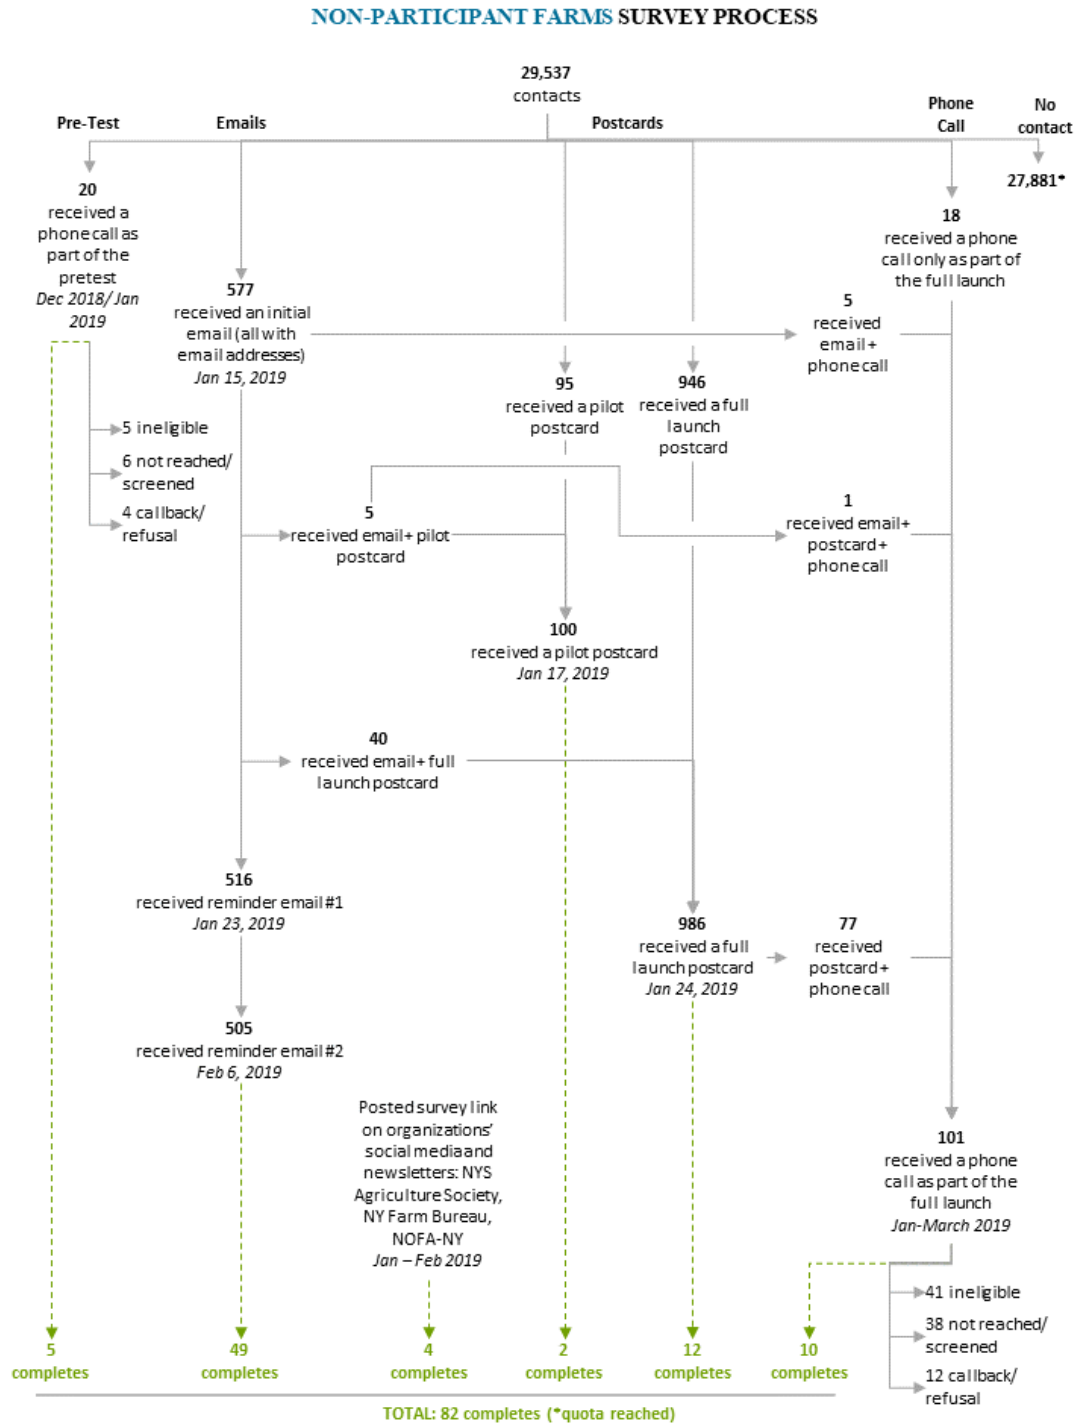 NON-PARTICIPANT FARMS SURVEY PROCESS
29,537
contacts
Pre-Test
Emails
Postcards
Phone
Call
No
contact
27,881*
20
received a
phone call as
part of the
pretest
Dec 2018/ Jan
2019
18
received a phone
call only as part of
the full launch
577
received an initial
email (all with
email addresses)
Jan 15, 2019
5
received
email +
phone call
95
received a pilot
postcard
946
received a full
launch
postcard
5 ineligible
6 not reached/
screened
4 callback/
refusal
5
received email + pilot
postcard
1
received email +
postcard +
phone call
100
received a pilot postcard
Jan 17, 2019
40
received email + full
launch postcard
516
received reminder email #1
Jan 23, 2019
986
received a full
launch postcard
Jan 24, 2019
77
received
postcard +
phone call
505
received reminder email #2
Feb 6, 2019
Posted survey link
on organizations’
social media and
newsletters: NYS
Agriculture Society,
NY Farm Bureau,
NOFA-NY
Jan – Feb 2019
101
received a phone
call as part of the
full launch
Jan-March 2019
41 ineligible
38 not reached/
screened
12 callback/
refusal
5
completes
49
completes
4
completes
2
completes
12
completes
10
completes
TOTAL: 82 completes (*quota reached)